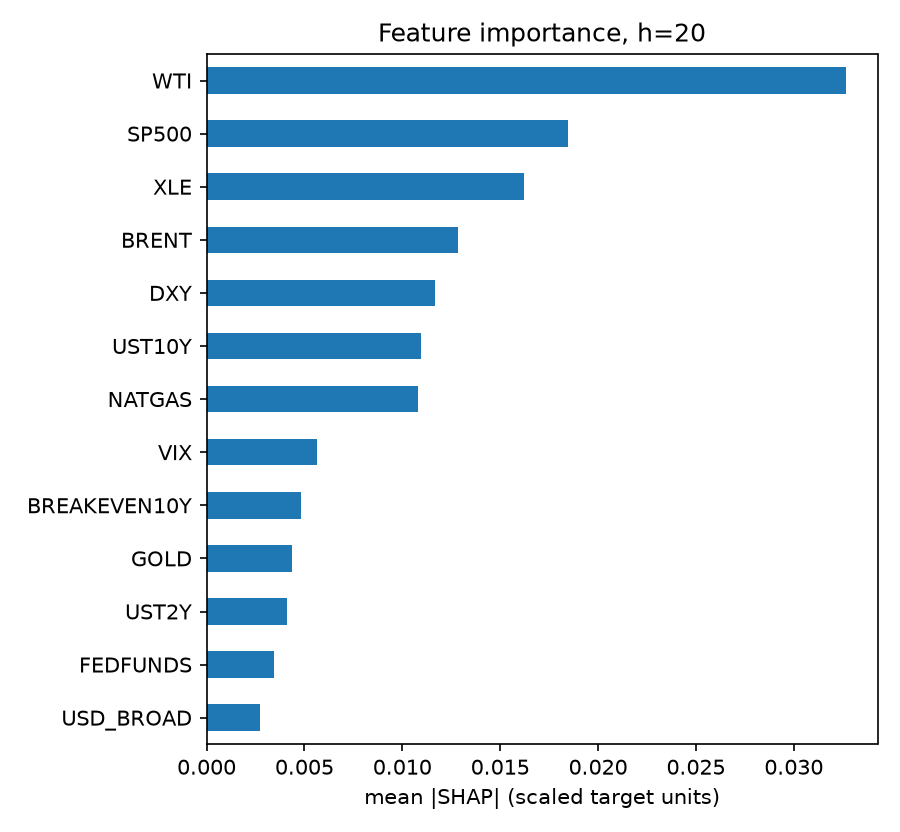 Feature importance, h=20
WTI
SP500
XLE
BRENT
DXY
UST10Y
NATGAS
VIX
BREAKEVEN10Y
GOLD
UST2Y
FEDFUNDS
USD_BROAD
0.000 0.005 0.010 0.015 0.020 0.025 0.030
mean |SHAP| (scaled target units)